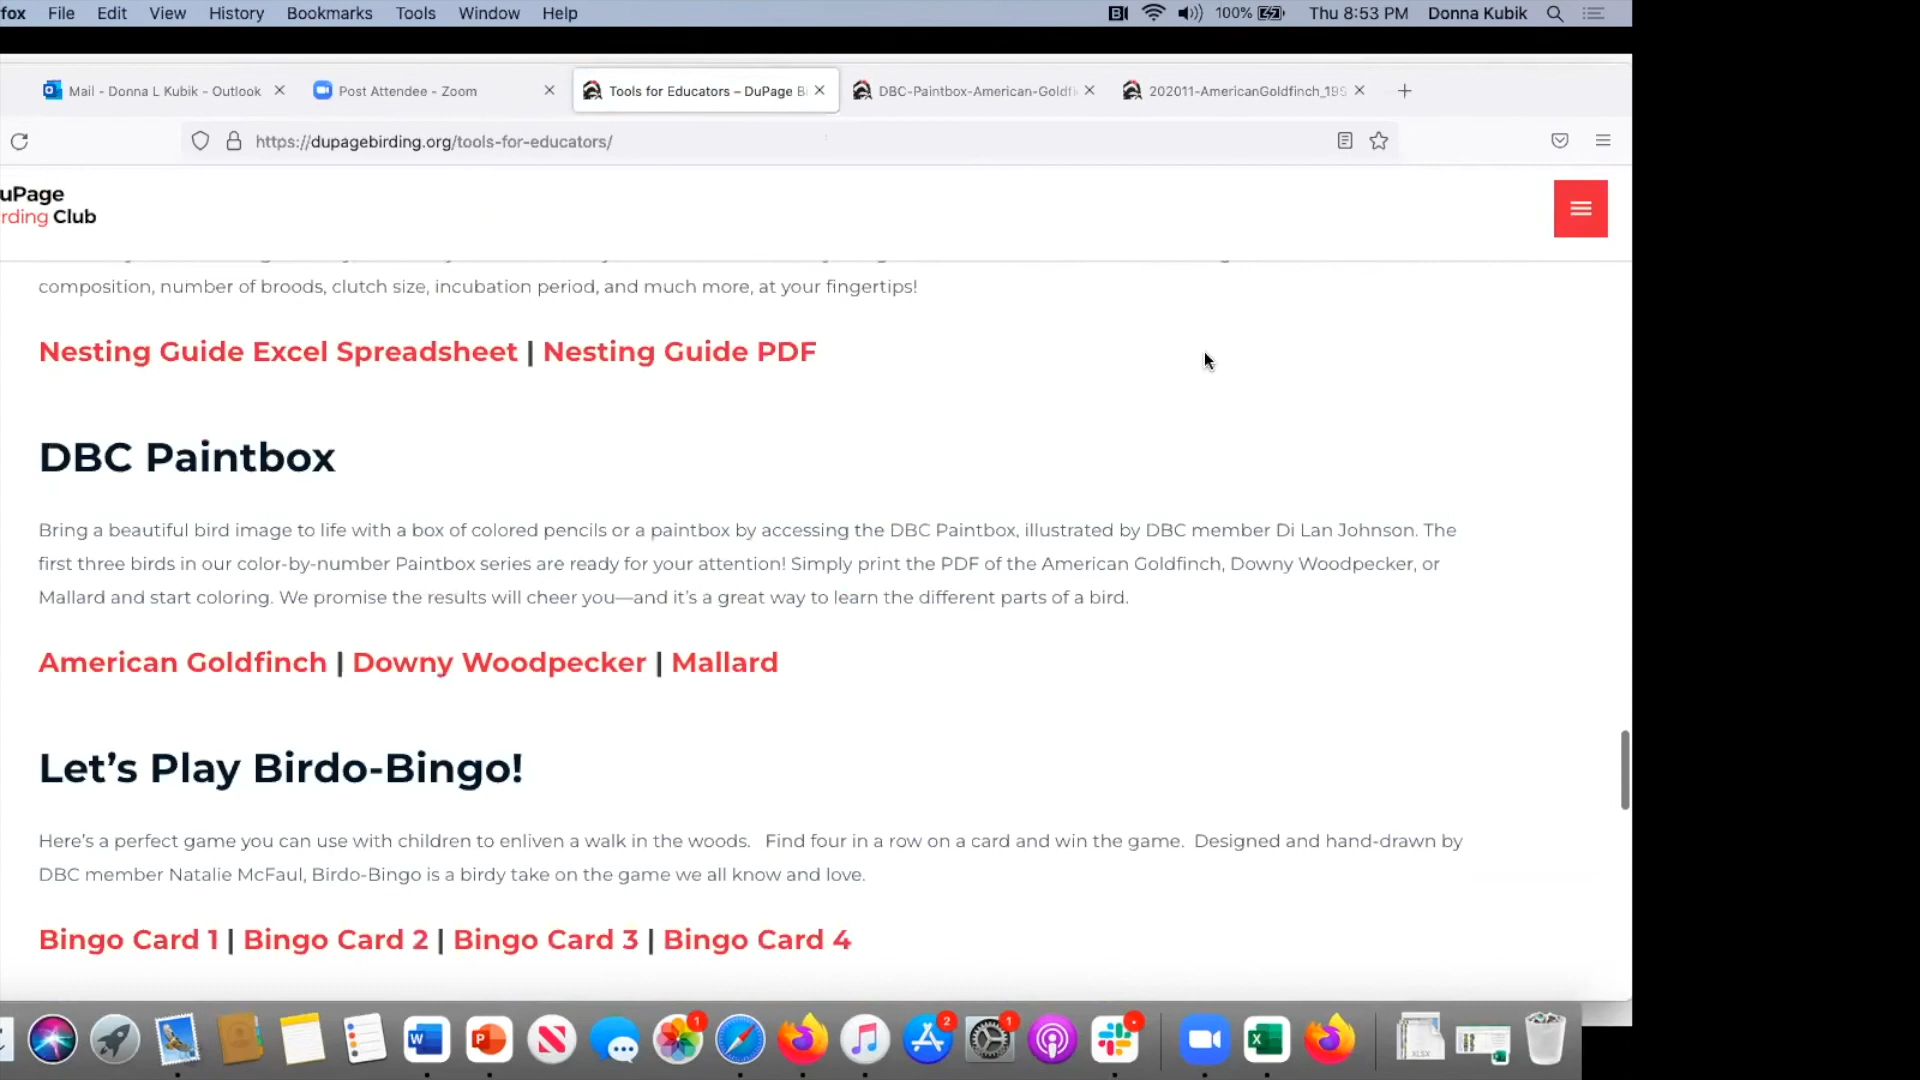 fox File Edit View History Bookmarks Tools Window Help 100% Thu 8:53 PM Donna Kubik
Mail - Donna L Kubik - Outlook Post Attendee - Zoom Tools for Educators – DuPage Bi DBC-Paintbox-American-Goldfi 202011-AmericanGoldfinch_19S
https://dupagebirding.org/tools-for-educators/
uPage
rding Club
composition, number of broods, clutch size, incubation period, and much more, at your fingertips!
Nesting Guide Excel Spreadsheet | Nesting Guide PDF
DBC Paintbox
Bring a beautiful bird image to life with a box of colored pencils or a paintbox by accessing the DBC Paintbox, illustrated by DBC member Di Lan Johnson. The
first three birds in our color-by-number Paintbox series are ready for your attention! Simply print the PDF of the American Goldfinch, Downy Woodpecker, or
Mallard and start coloring. We promise the results will cheer you—and it's a great way to learn the different parts of a bird.
American Goldfinch | Downy Woodpecker | Mallard
Let's Play Birdo-Bingo!
Here's a perfect game you can use with children to enliven a walk in the woods. Find four in a row on a card and win the game. Designed and hand-drawn by
DBC member Natalie McFaul, Birdo-Bingo is a birdy take on the game we all know and love.
Bingo Card 1 | Bingo Card 2 | Bingo Card 3 | Bingo Card 4
1 2 1
W P N XLSX